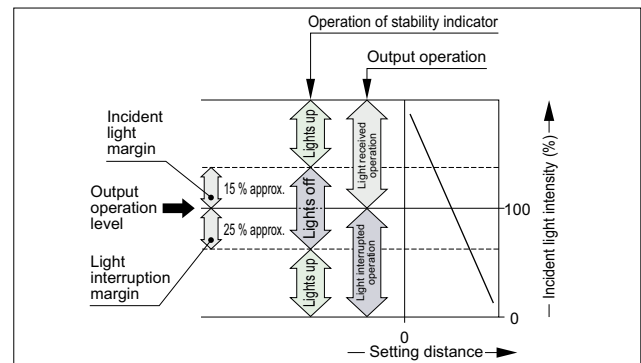 Operation of stability indicator
Output operation
Incident
light
margin
Output
operation
level
Light
interruption
margin
15 % approx.
25 % approx.
Lights up
Lights off
Lights up
Light received
operation
Light interrupted
operation
100
0
Incident light intensity (%)
0
Setting distance